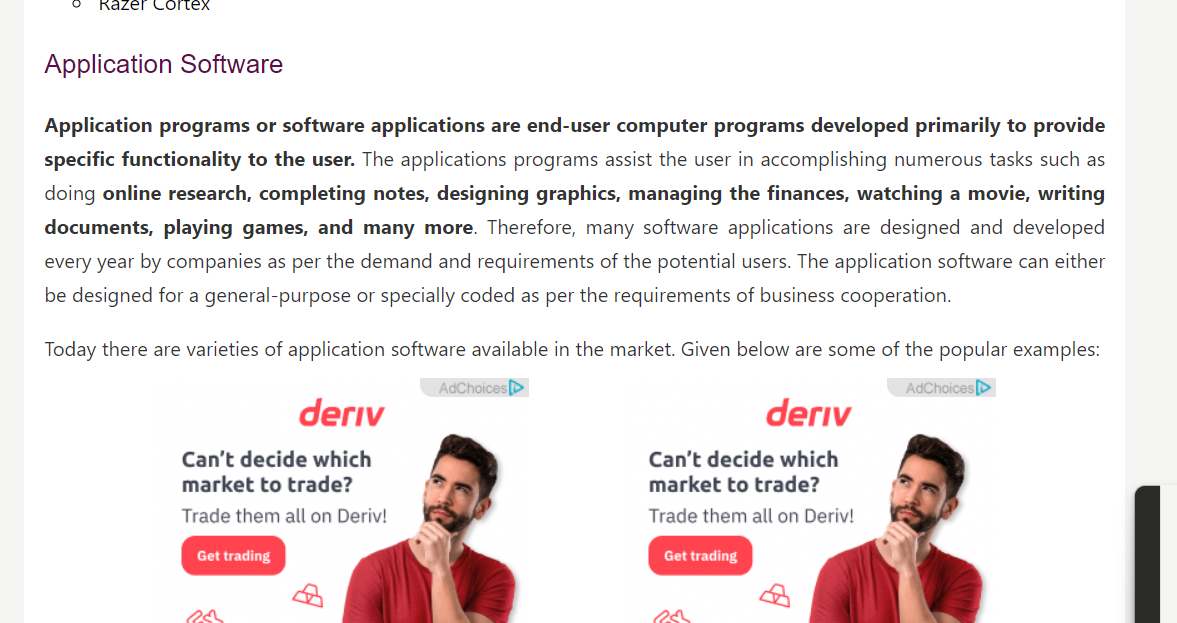 Razer Cortex
Application Software
Application programs or software applications are end-user computer programs developed primarily to provide
specific functionality to the user. The applications programs assist the user in accomplishing numerous tasks such as
doing online research, completing notes, designing graphics, managing the finances, watching a movie, writing
documents, playing games, and many more. Therefore, many software applications are designed and developed
every year by companies as per the demand and requirements of the potential users. The application software can either
be designed for a general-purpose or specially coded as per the requirements of business cooperation.
Today there are varieties of application software available in the market. Given below are some of the popular examples:
AdChoices
deriv
Can't decide which
market to trade?
Trade them all on Deriv!
Get trading
AdChoices
deriv
Can't decide which
market to trade?
Trade them all on Deriv!
Get trading